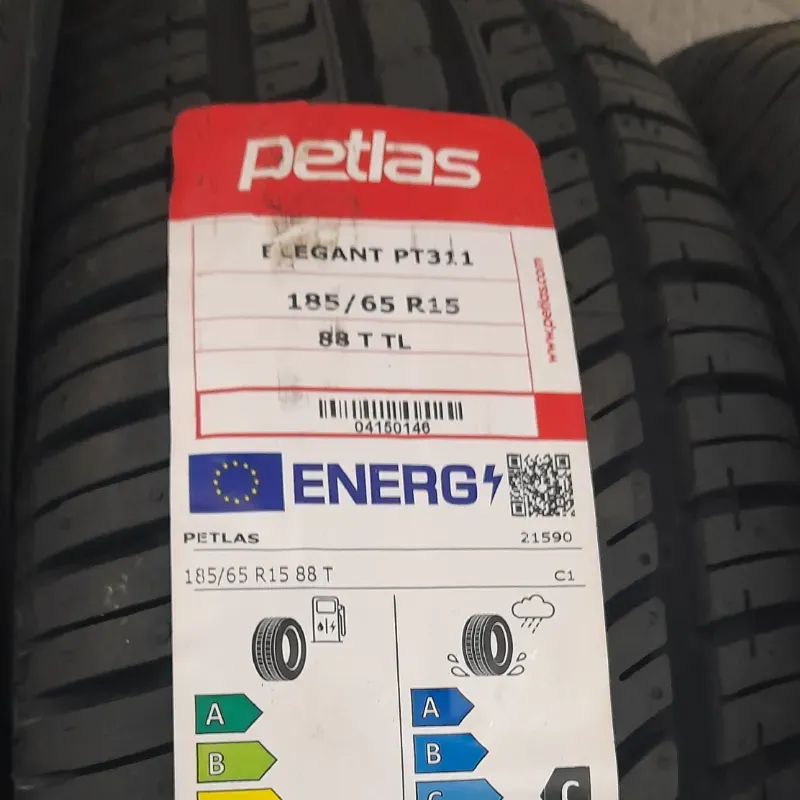 petlas
ELEGANT PT311
185/65 R15
88 T TL
www.petlas.com
04150146
ENERG
PETLAS 21590
185/65 R15 88 T C1
A A
B B
C C